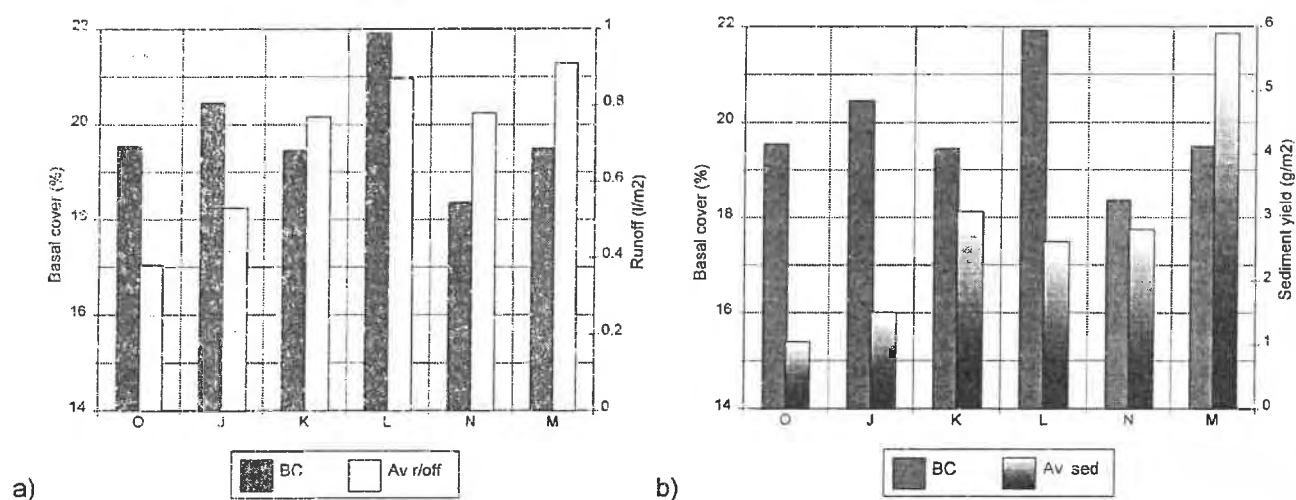 22
20
18
16
14
Basal cover (%)
1
0.8
0.6
0.4
0.2
0
Runoff (l/m2)
O J K L N M
BC Av r/off
a)
22
20
18
16
14
Basal cover (%)
6
5
4
3
2
1
0
Sediment yield (g/m2)
O J K L N M
BC Av sed
b)